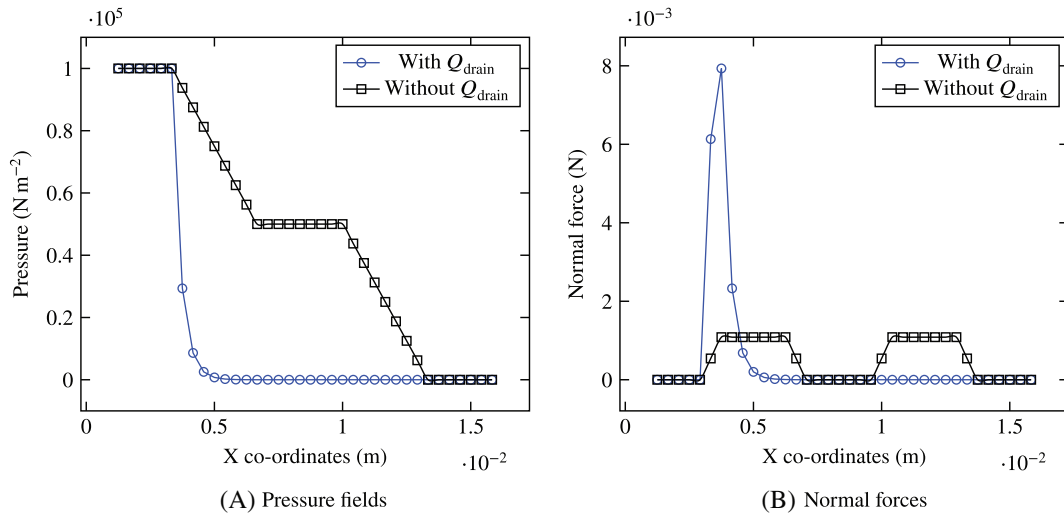 ·10^5
With Q_drain
Without Q_drain
1
0.8
0.6
0.4
0.2
0
Pressure (N m^−2)
0
0.5
1
1.5
·10^−2
X co-ordinates (m)
(A) Pressure fields
·10^−3
With Q_drain
Without Q_drain
8
6
4
2
0
Normal force (N)
0
0.5
1
1.5
·10^−2
X co-ordinates (m)
(B) Normal forces